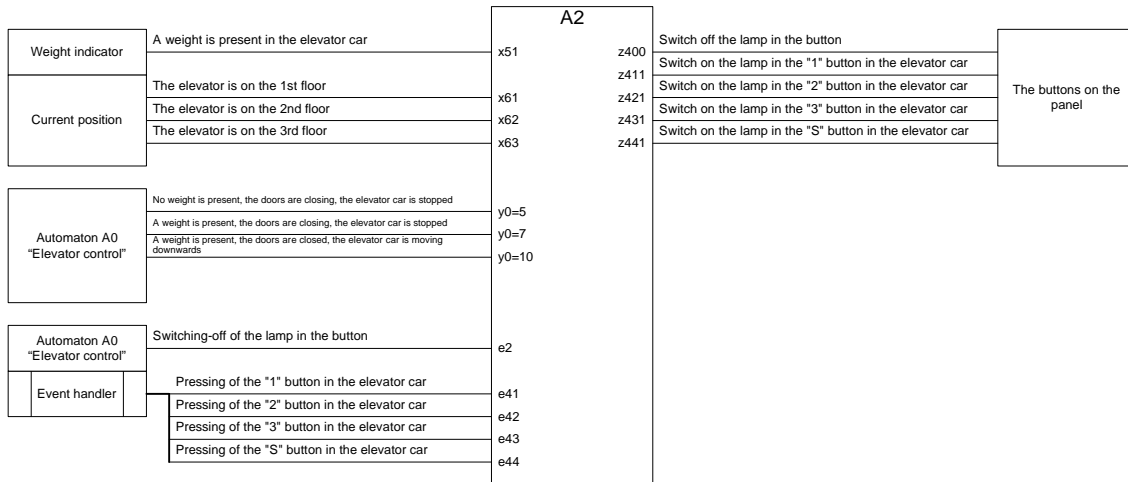 A2
Weight indicator
A weight is present in the elevator car
x51
Current position
The elevator is on the 1st floor
x61
The elevator is on the 2nd floor
x62
The elevator is on the 3rd floor
x63
Automaton A0
“Elevator control”
No weight is present, the doors are closing, the elevator car is stopped
y0=5
A weight is present, the doors are closing, the elevator car is stopped
y0=7
A weight is present, the doors are closed, the elevator car is moving
downwards
y0=10
Automaton A0
“Elevator control”
Switching-off of the lamp in the button
e2
Event handler
Pressing of the "1" button in the elevator car
e41
Pressing of the "2" button in the elevator car
e42
Pressing of the "3" button in the elevator car
e43
Pressing of the "S" button in the elevator car
e44
z400
Switch off the lamp in the button
z411
Switch on the lamp in the "1" button in the elevator car
z421
Switch on the lamp in the "2" button in the elevator car
z431
Switch on the lamp in the "3" button in the elevator car
z441
Switch on the lamp in the "S" button in the elevator car
The buttons on the
panel